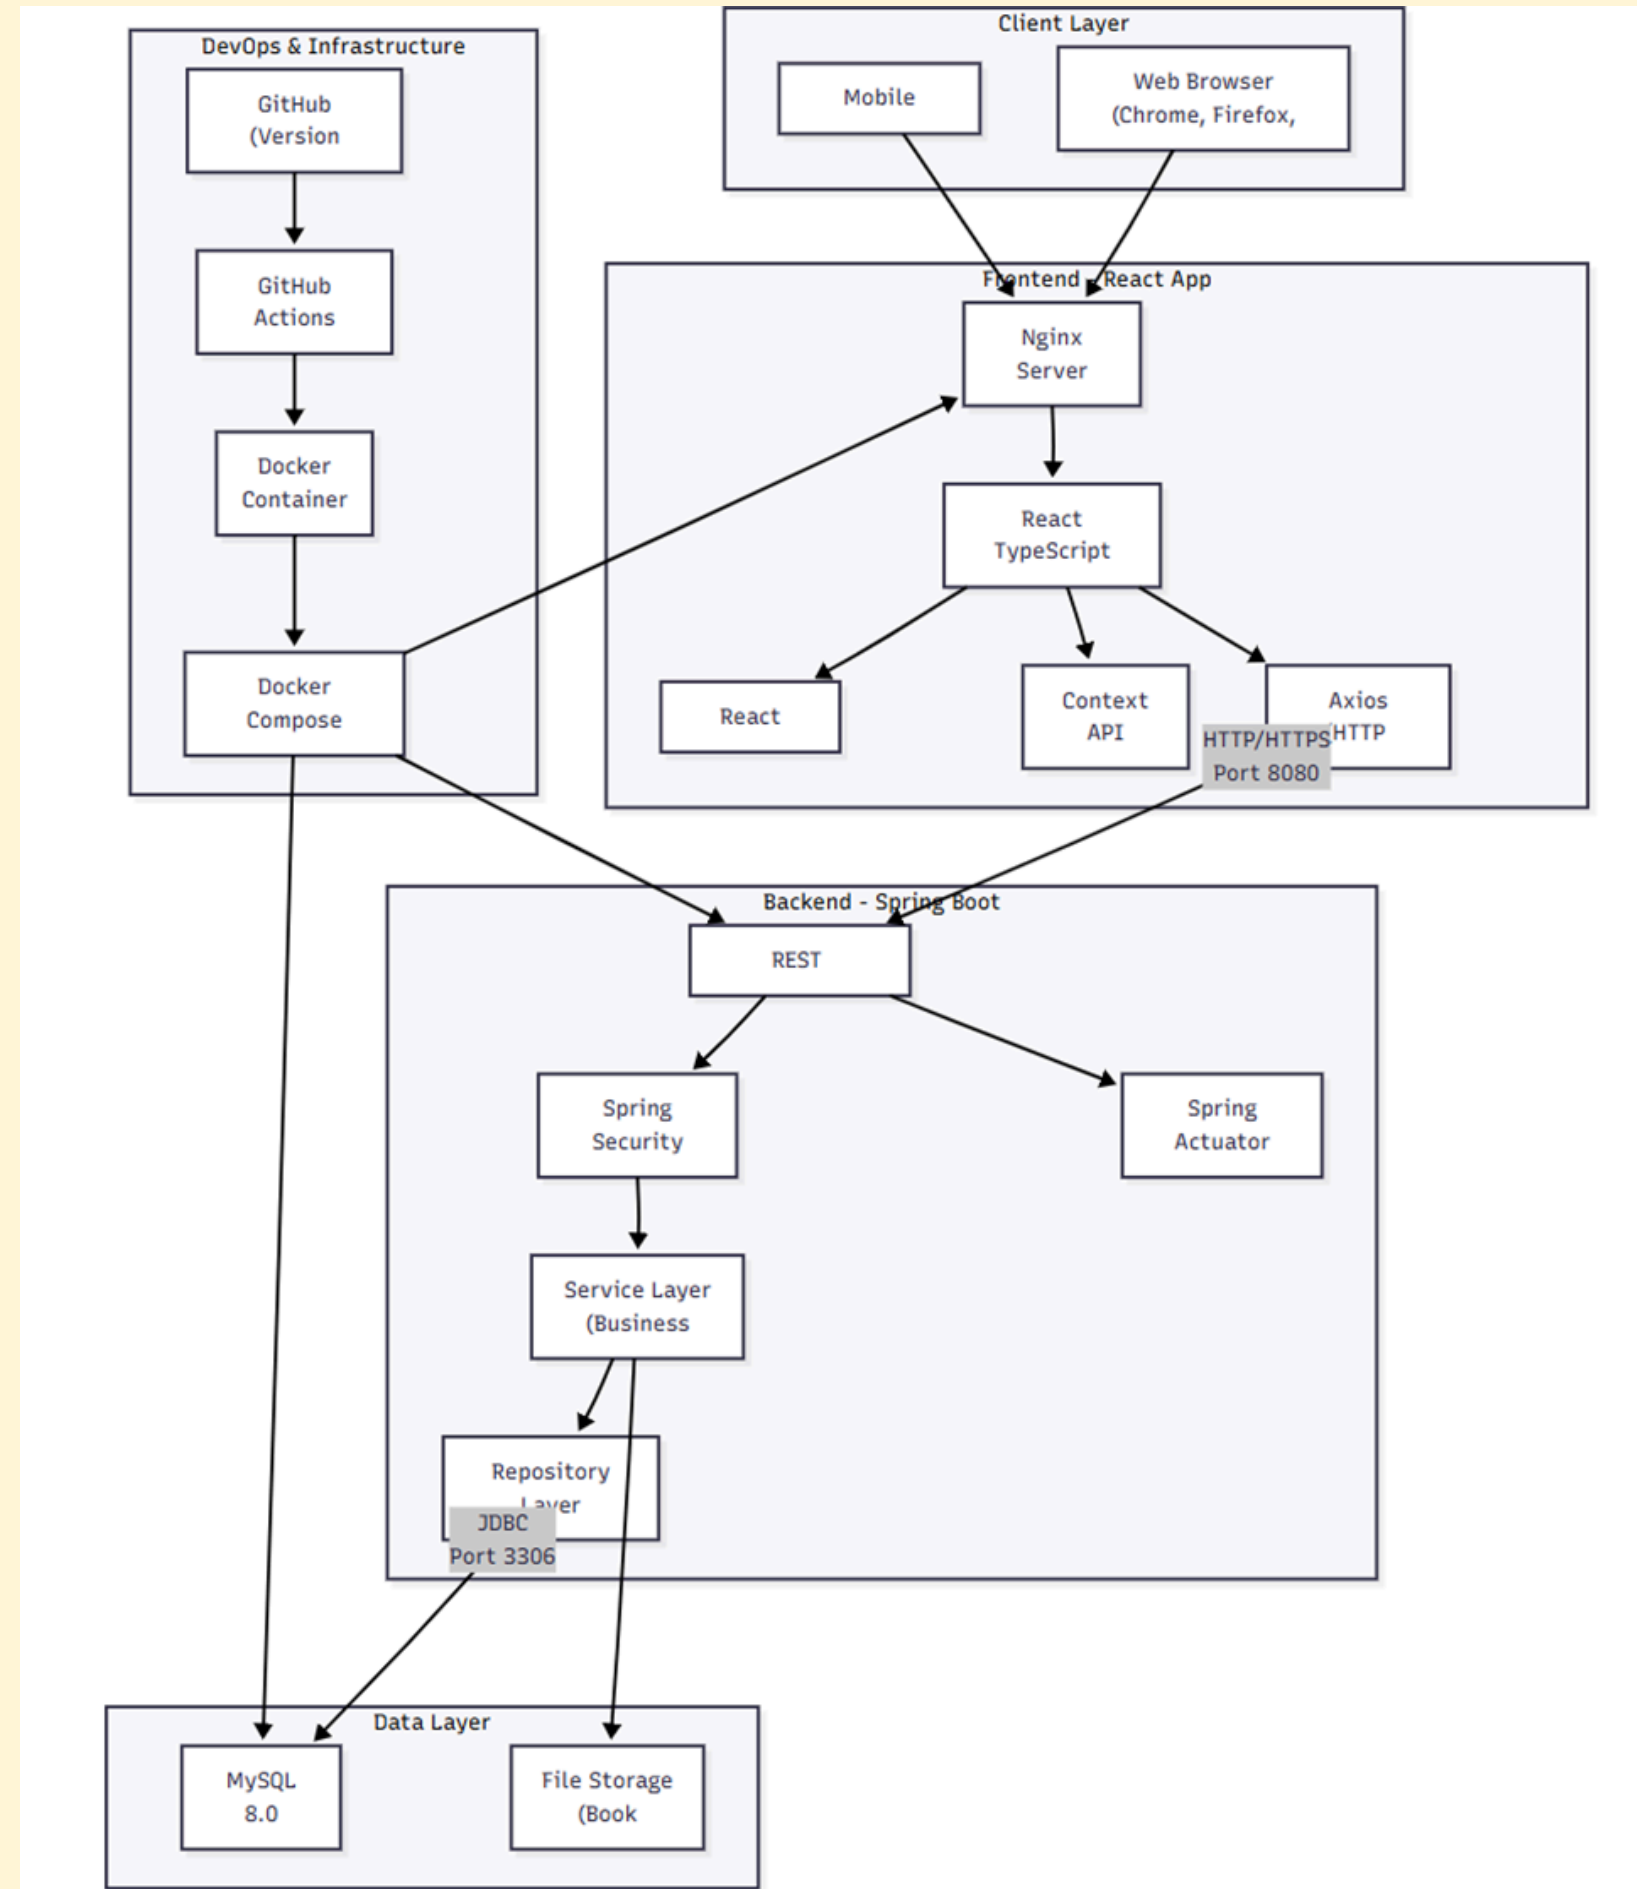 DevOps & Infrastructure
GitHub
(Version
GitHub
Actions
Docker
Container
Docker
Compose
Client Layer
Mobile
Web Browser
(Chrome, Firefox,
Frontend - React App
Nginx
Server
React
TypeScript
React
Context
API
Axios
(HTTP
HTTP/HTTPS
Port 8080
Backend - Spring Boot
REST
Spring
Security
Spring
Actuator
Service Layer
(Business
Repository
Layer
JDBC
Port 3306
Data Layer
MySQL
8.0
File Storage
(Book